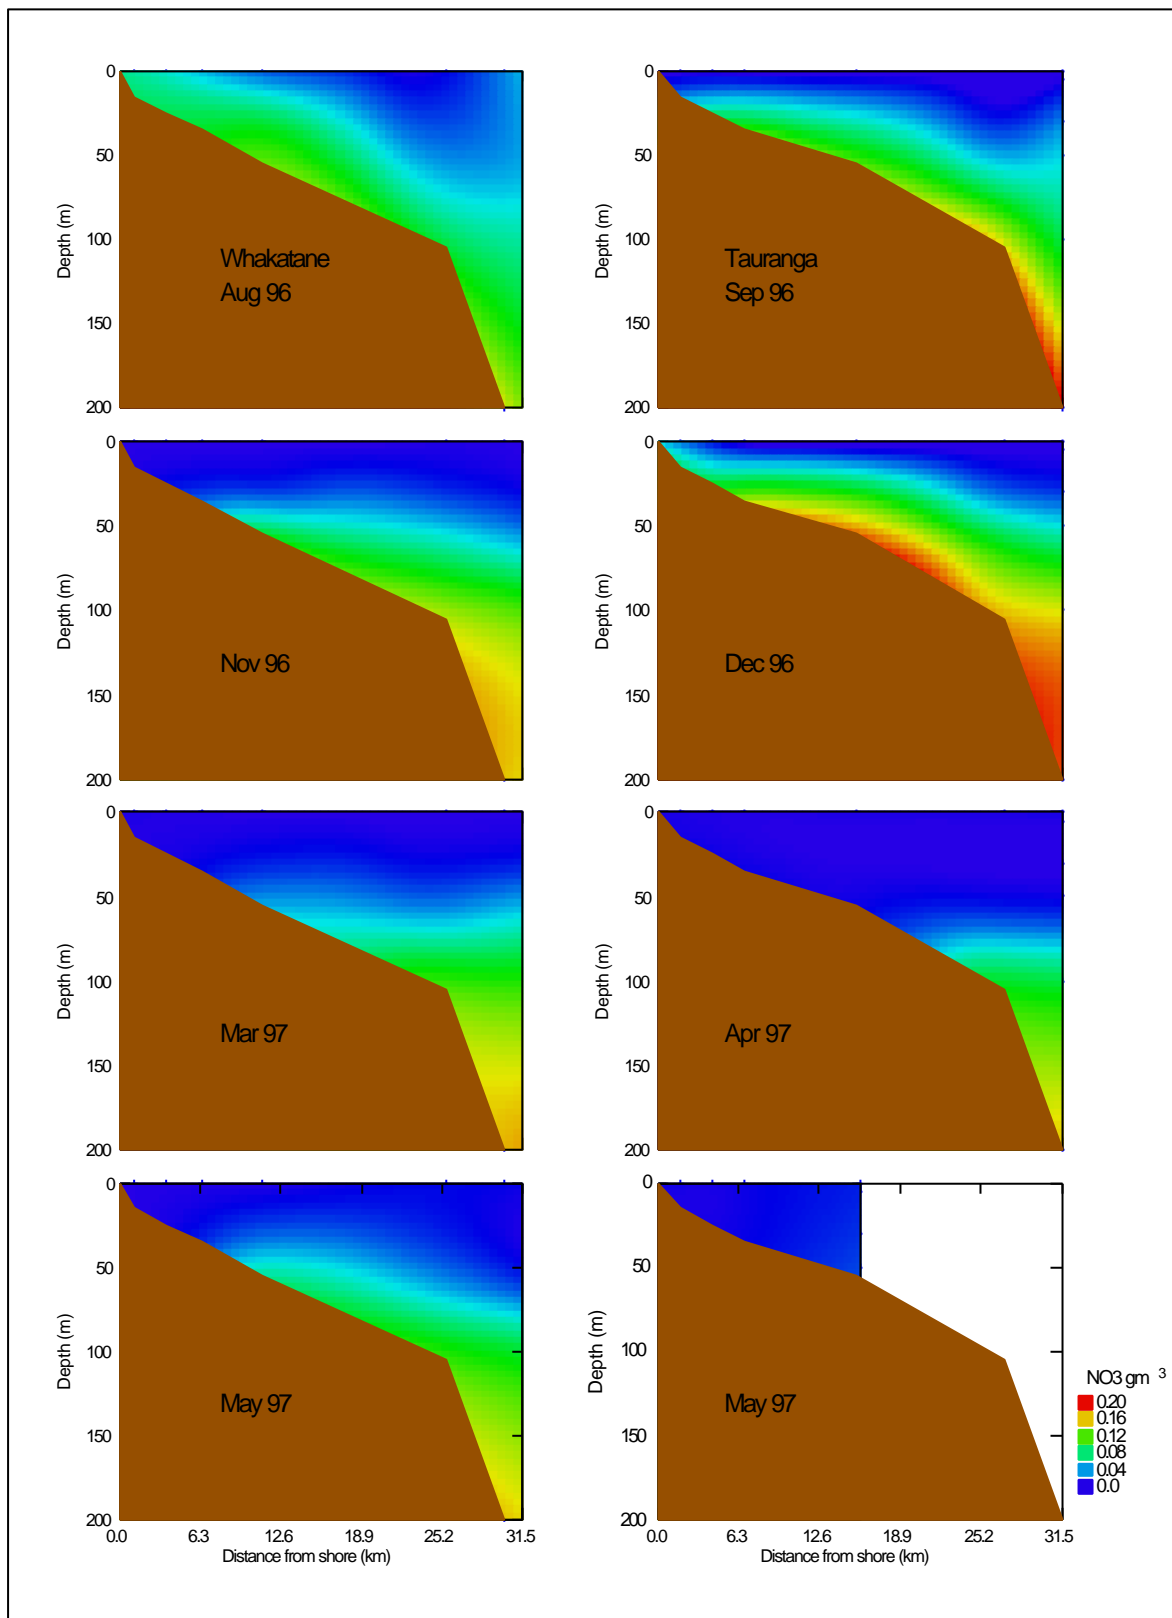 0
50
100
150
200
Depth (m)
Whakatane
Aug 96
0
50
100
150
200
Depth (m)
Tauranga
Sep 96
0
50
100
150
200
Depth (m)
Nov 96
0
50
100
150
200
Depth (m)
Dec 96
0
50
100
150
200
Depth (m)
Mar 97
0
50
100
150
200
Depth (m)
Apr 97
0
50
100
150
200
Depth (m)
May 97
0.0 6.3 12.6 18.9 25.2 31.5
Distance from shore (km)
0
50
100
150
200
Depth (m)
May 97
0.0 6.3 12.6 18.9 25.2 31.5
Distance from shore (km)
NO3 gm 3
0.20
0.16
0.12
0.08
0.04
0.0